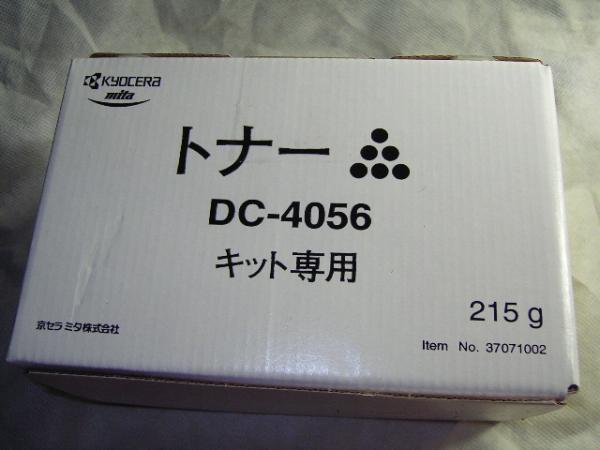 KYOCERA
mita
トナー
DC-4056
キット専用
215 g
京セラ ミタ株式会社
Item No. 37071002